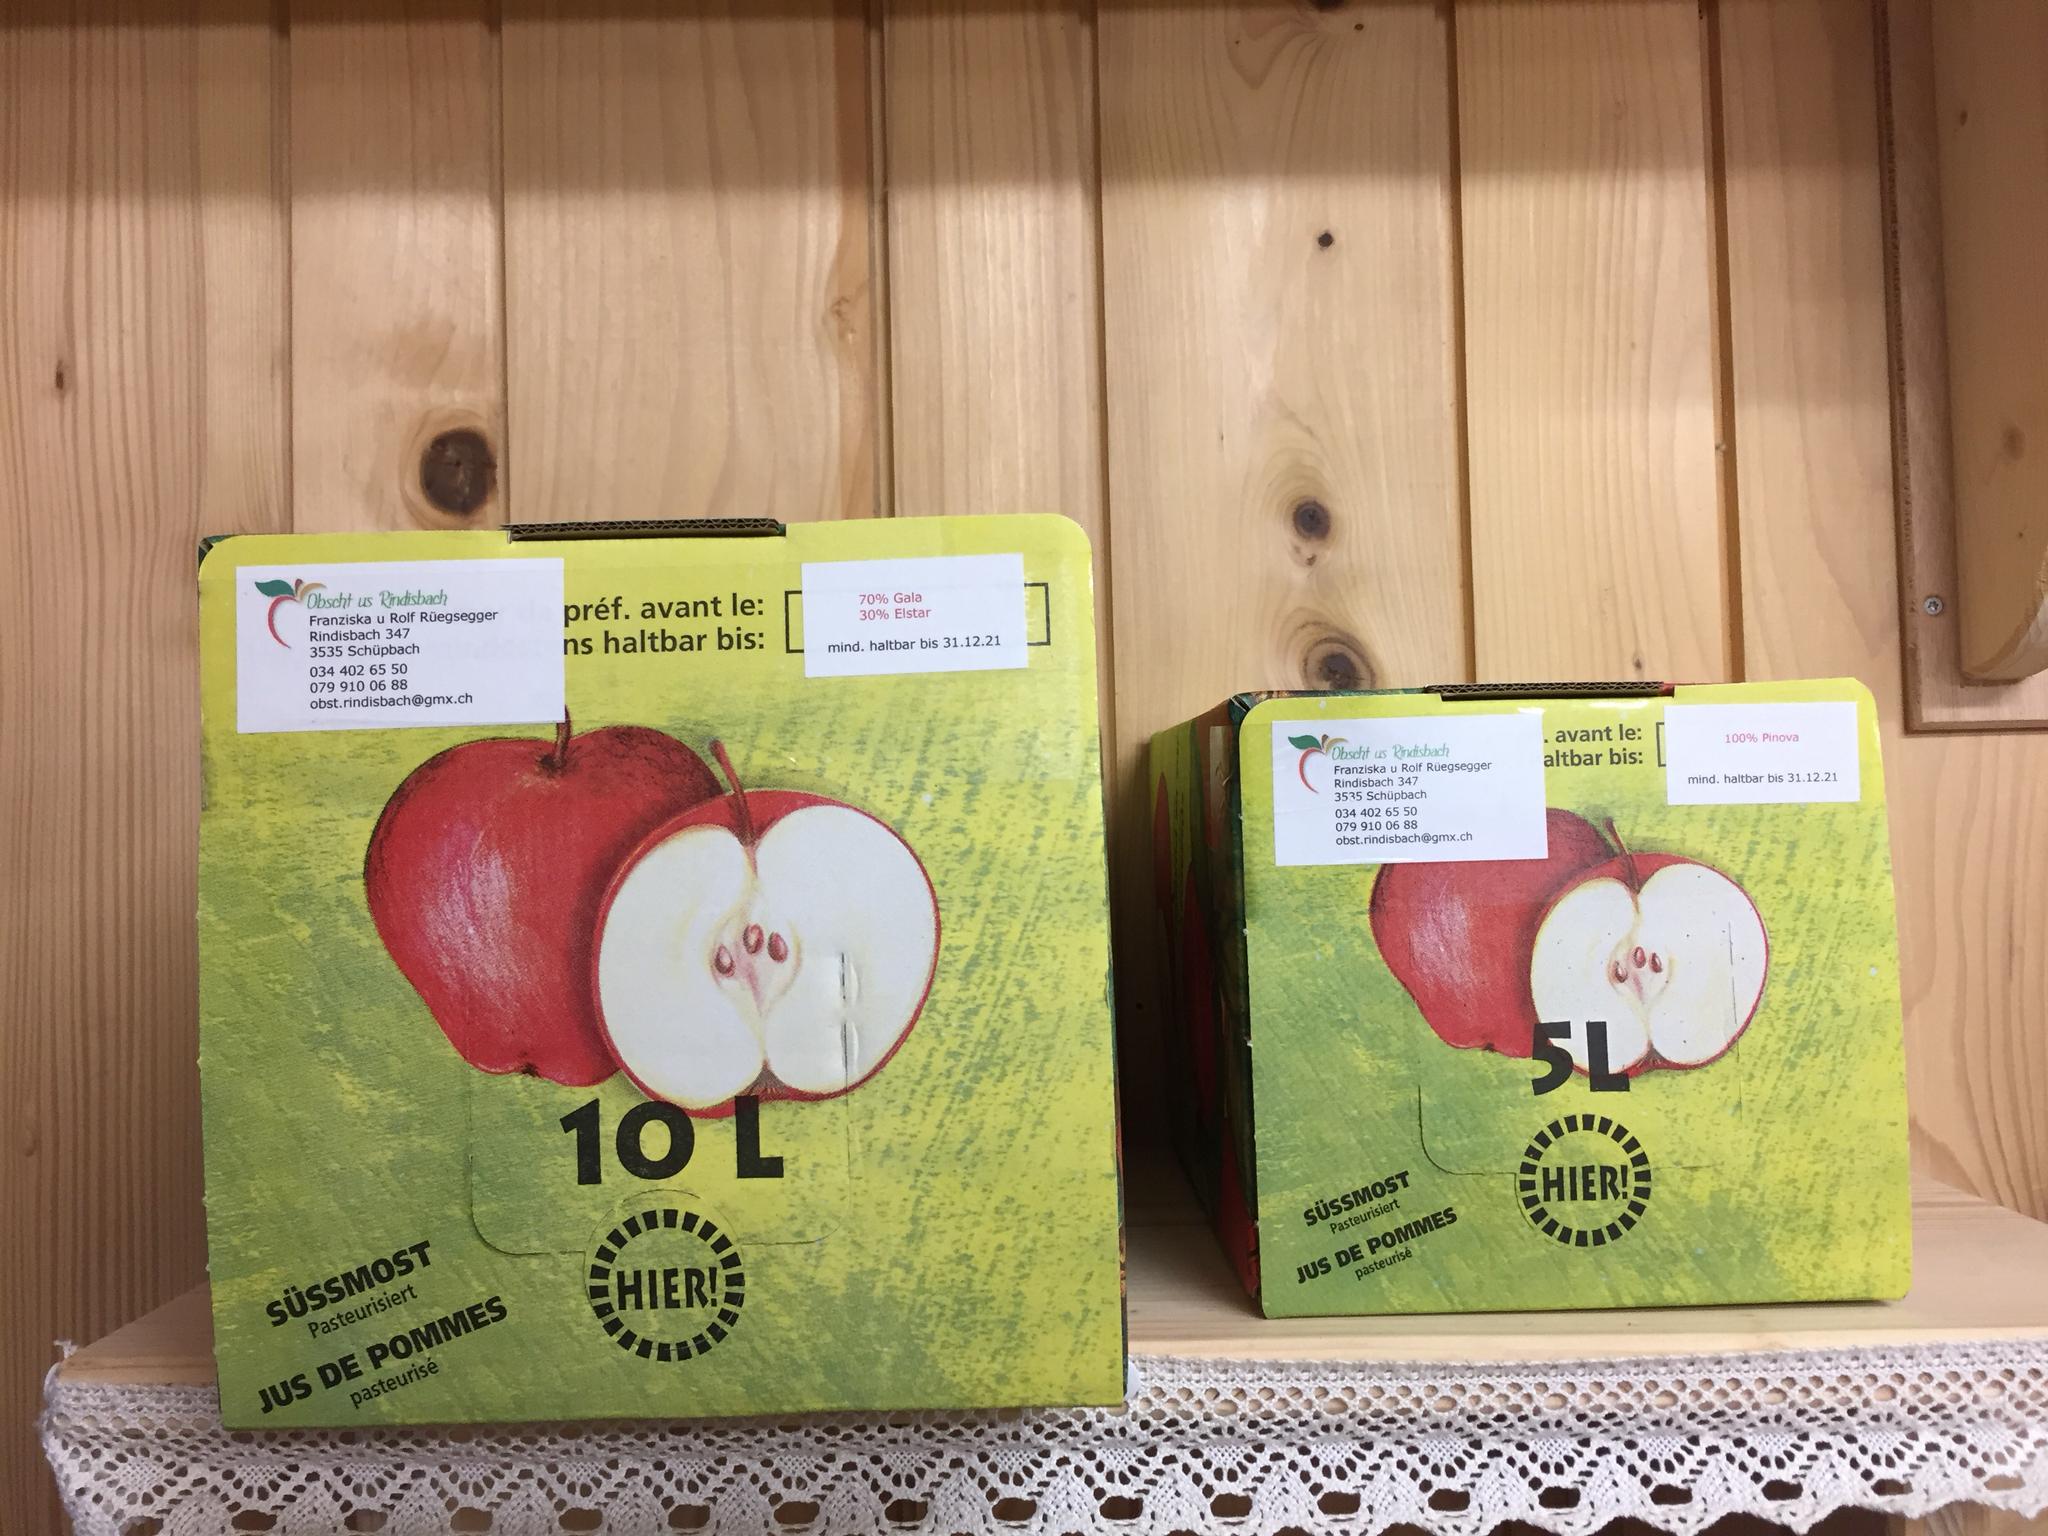 Obscht us Rindisbach
Franziska u Rolf Rüegsegger
Rindisbach 347
3535 Schüpbach
034 402 65 50
079 910 06 88
obst.rindisbach@gmx.ch
préf. avant le:
ns haltbar bis:
70% Gala
30% Elstar
mind. haltbar bis 31.12.21
10 L
HIER!
SÜSSMOST
Pasteurisiert
JUS DE POMMES
pasteurisé
Obscht us Rindisbach
Franziska u Rolf Rüegsegger
Rindisbach 347
3535 Schüpbach
034 402 65 50
079 910 06 88
obst.rindisbach@gmx.ch
. avant le:
altbar bis:
100% Pinova
mind. haltbar bis 31.12.21
5L
HIER!
SÜSSMOST
Pasteurisiert
JUS DE POMMES
pasteurisé